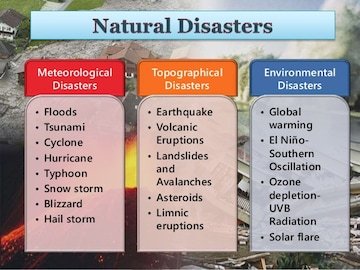 Natural Disasters
Meteorological
Disasters
• Floods
• Tsunami
• Cyclone
• Hurricane
• Typhoon
• Snow storm
• Blizzard
• Hail storm
Topographical
Disasters
• Earthquake
• Volcanic
Eruptions
• Landslides
and
Avalanches
• Asteroids
• Limnic
eruptions
Environmental
Disasters
• Global
warming
• El Niño-
Southern
Oscillation
• Ozone
depletion-
UVB
Radiation
• Solar flare